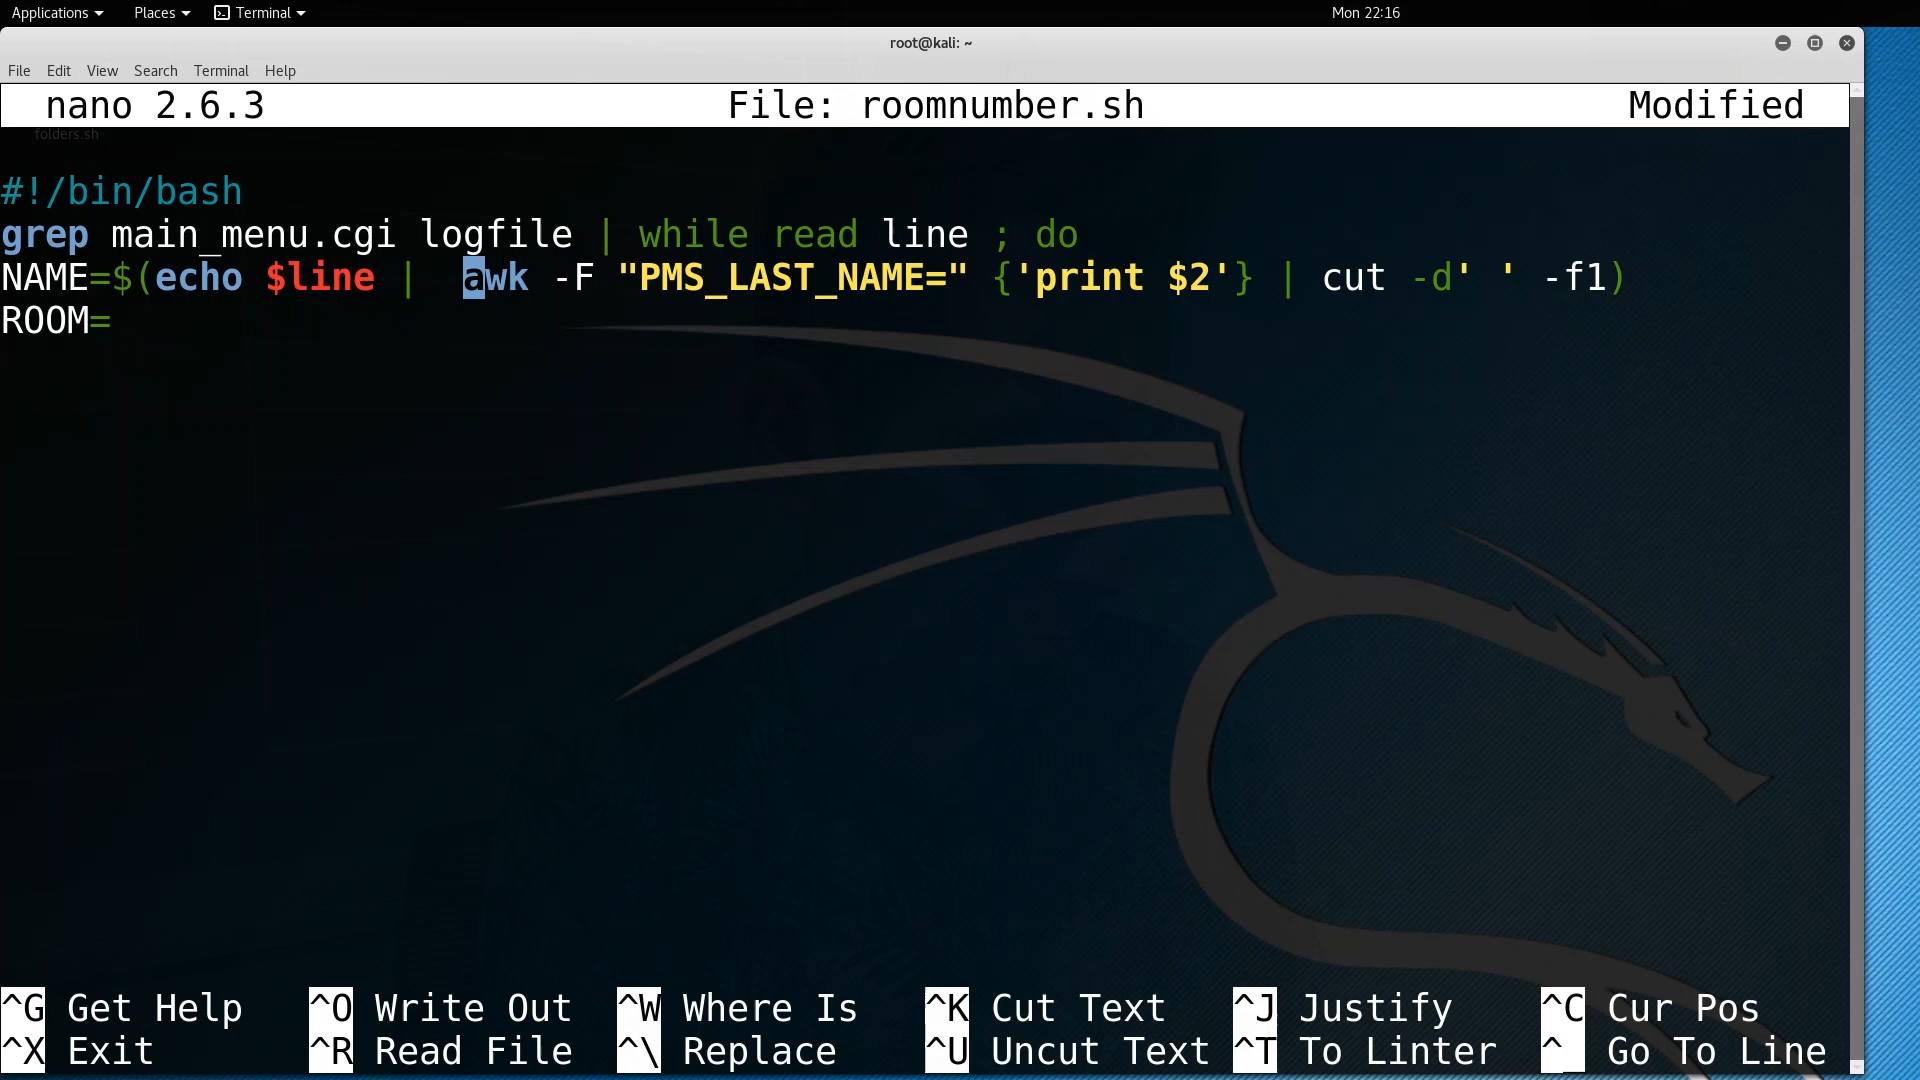 Applications Places Terminal Mon 22:16
root@kali: ~
File Edit View Search Terminal Help
nano 2.6.3 File: roomnumber.sh Modified
folders.sh
#!/bin/bash
grep main_menu.cgi logfile | while read line ; do
NAME=$(echo $line |  awk -F "PMS_LAST_NAME=" {'print $2'} | cut -d' ' -f1)
ROOM=
^G Get Help ^O Write Out ^W Where Is ^K Cut Text ^J Justify ^C Cur Pos
^X Exit ^R Read File ^\ Replace ^U Uncut Text ^T To Linter ^_ Go To Line